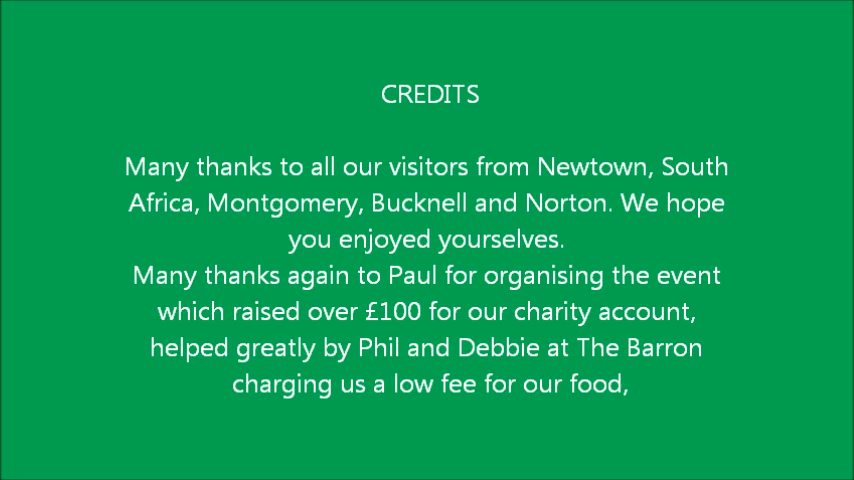 CREDITS
Many thanks to all our visitors from Newtown, South
Africa, Montgomery, Bucknell and Norton. We hope
you enjoyed yourselves.
Many thanks again to Paul for organising the event
which raised over £100 for our charity account,
helped greatly by Phil and Debbie at The Barron
charging us a low fee for our food,